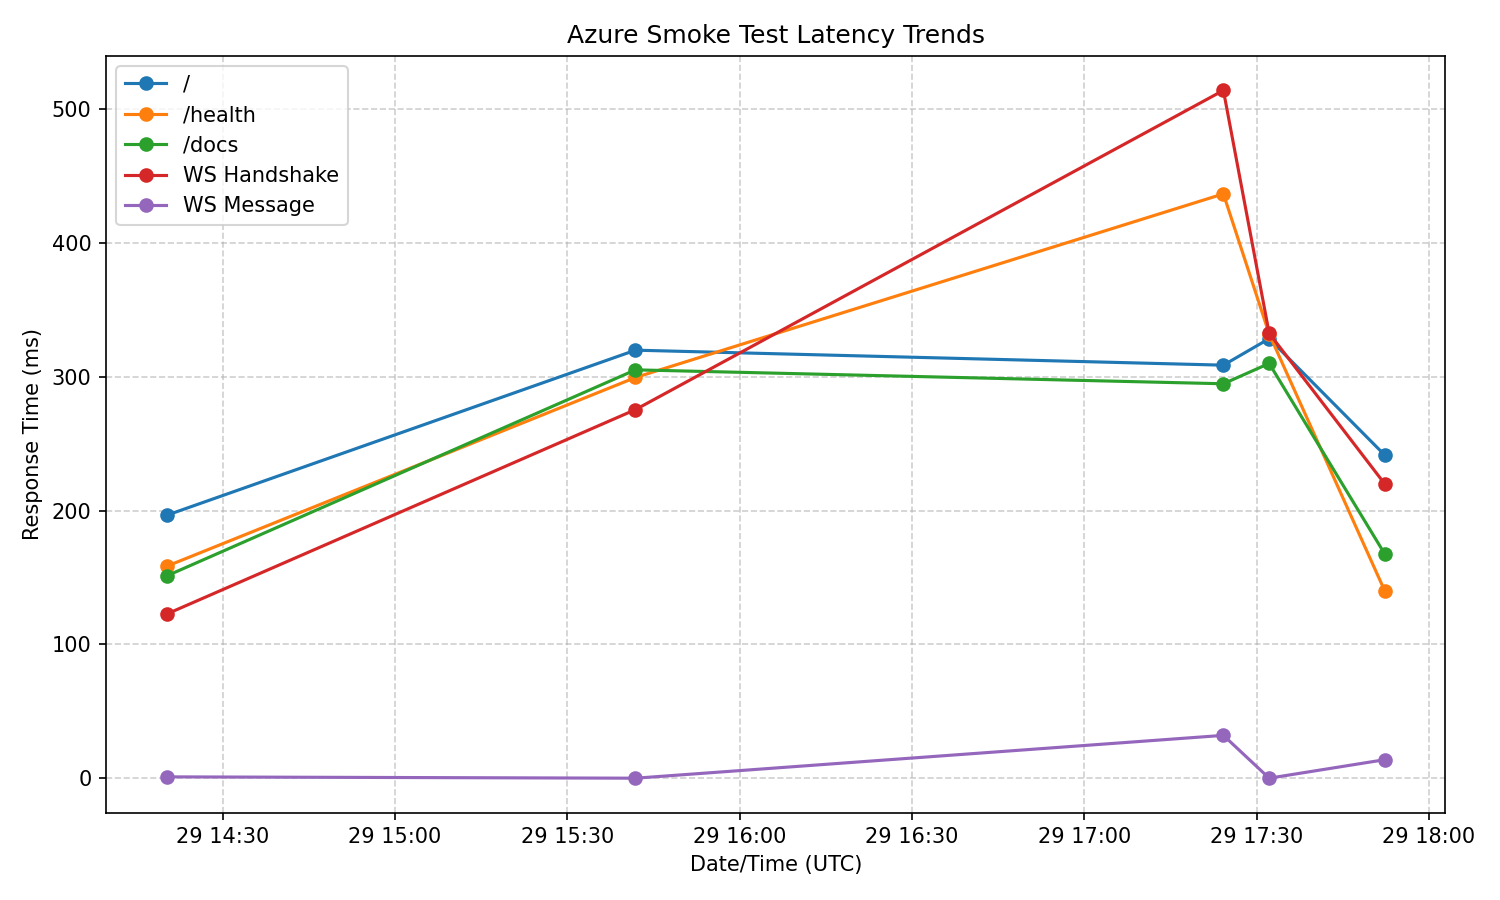 Azure Smoke Test Latency Trends
/
/health
/docs
WS Handshake
WS Message
Response Time (ms)
500
400
300
200
100
0
29 14:30 29 15:00 29 15:30 29 16:00 29 16:30 29 17:00 29 17:30 29 18:00
Date/Time (UTC)